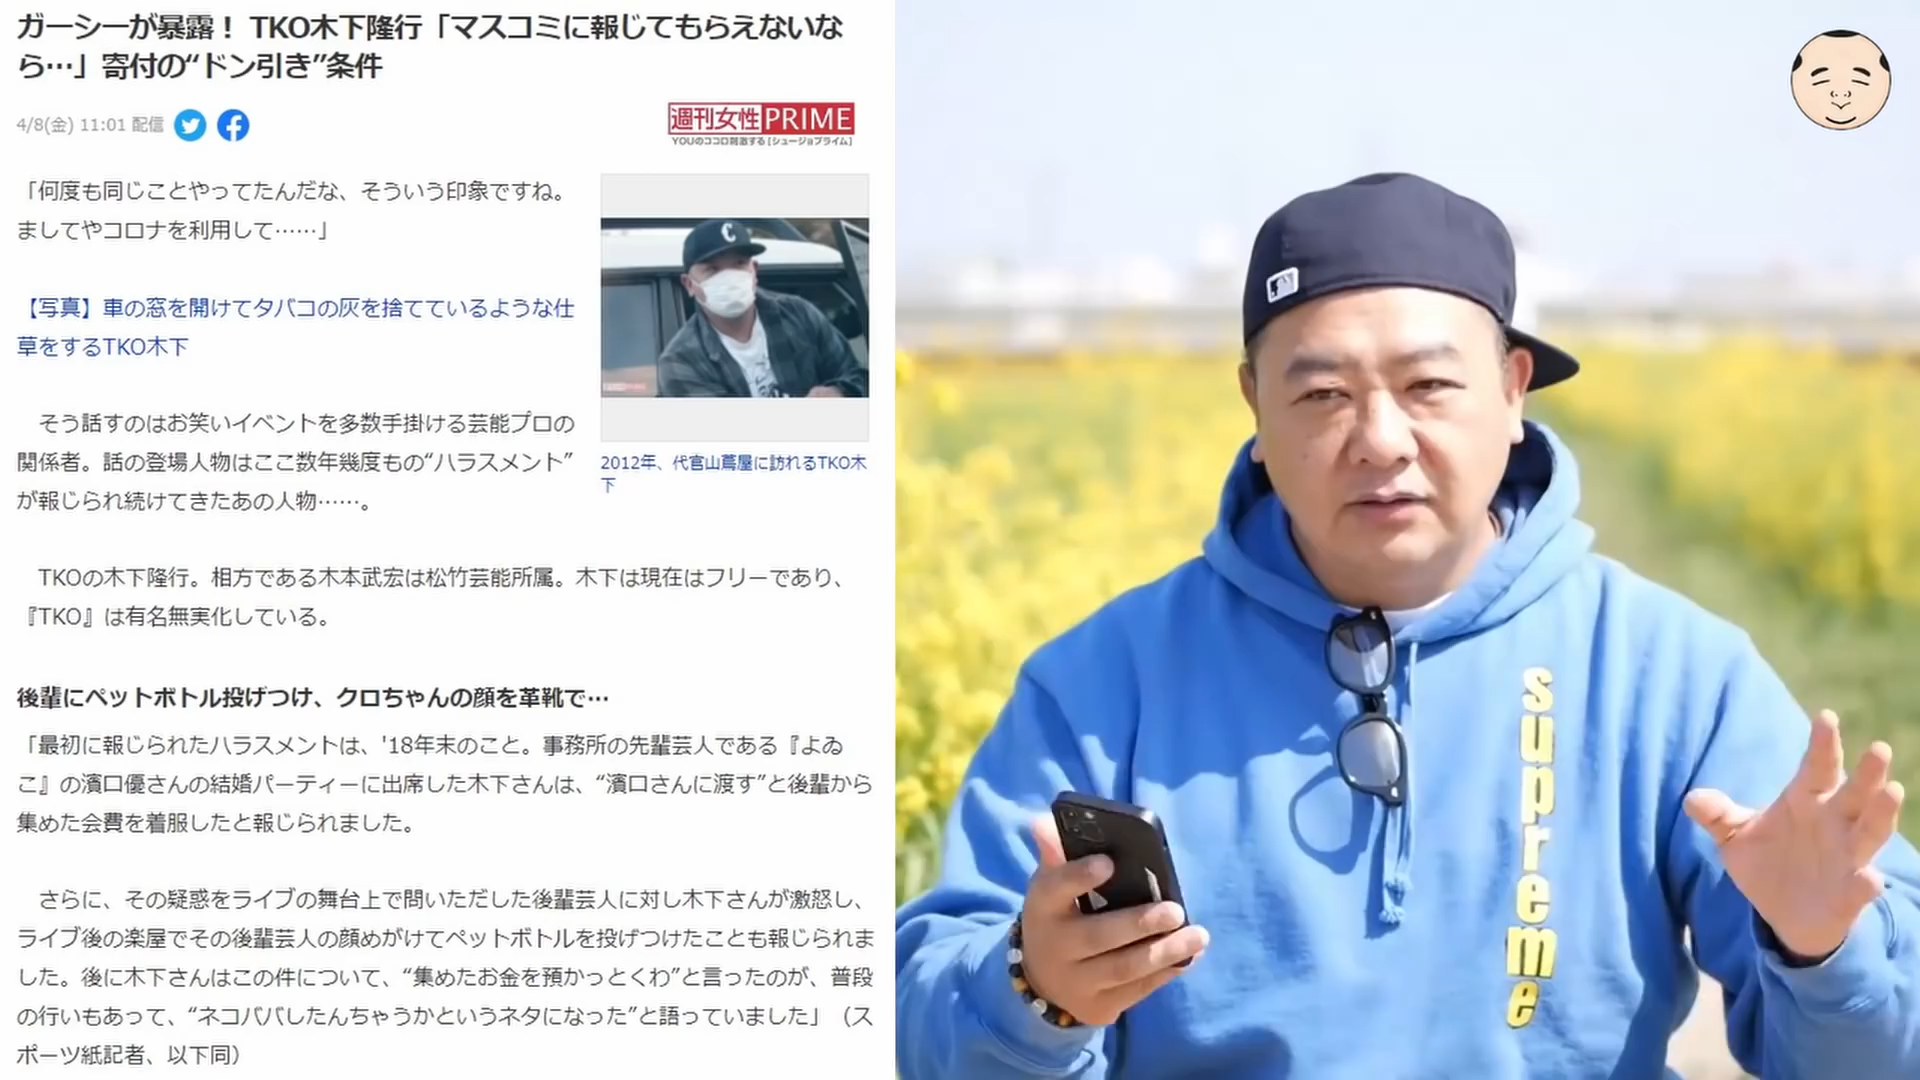 ガーシーが暴露！ TKO木下隆行「マスコミに報じてもらえないな
ら…」寄付の“ドン引き”条件
4/8(金) 11:01 配信
週刊女性PRIME
YOUのココロ刺激する [シュージョプライム]
「何度も同じことやってたんだな、そういう印象ですね。
ましてやコロナを利用して……」
【写真】車の窓を開けてタバコの灰を捨てているような仕
草をするTKO木下
C
2012年、代官山蔦屋に訪れるTKO木
下
そう話すのはお笑いイベントを多数手掛ける芸能プロの
関係者。話の登場人物はここ数年幾度もの“ハラスメント”
が報じられ続けてきたあの人物……。
TKOの木下隆行。相方である木本武宏は松竹芸能所属。木下は現在はフリーであり、
『TKO』は有名無実化している。
後輩にペットボトル投げつけ、クロちゃんの顔を革靴で…
「最初に報じられたハラスメントは、'18年末のこと。事務所の先輩芸人である『よゐ
こ』の濱口優さんの結婚パーティーに出席した木下さんは、“濱口さんに渡す”と後輩から
集めた会費を着服したと報じられました。
さらに、その疑惑をライブの舞台上で問いただした後輩芸人に対し木下さんが激怒し、
ライブ後の楽屋でその後輩芸人の顔めがけてペットボトルを投げつけたことも報じられま
した。後に木下さんはこの件について、“集めたお金を預かっとくわ”と言ったのが、普段
の行いもあって、“ネコババしたんちゃうかというネタになった”と語っていました」（ス
ポーツ紙記者、以下同）
supreme